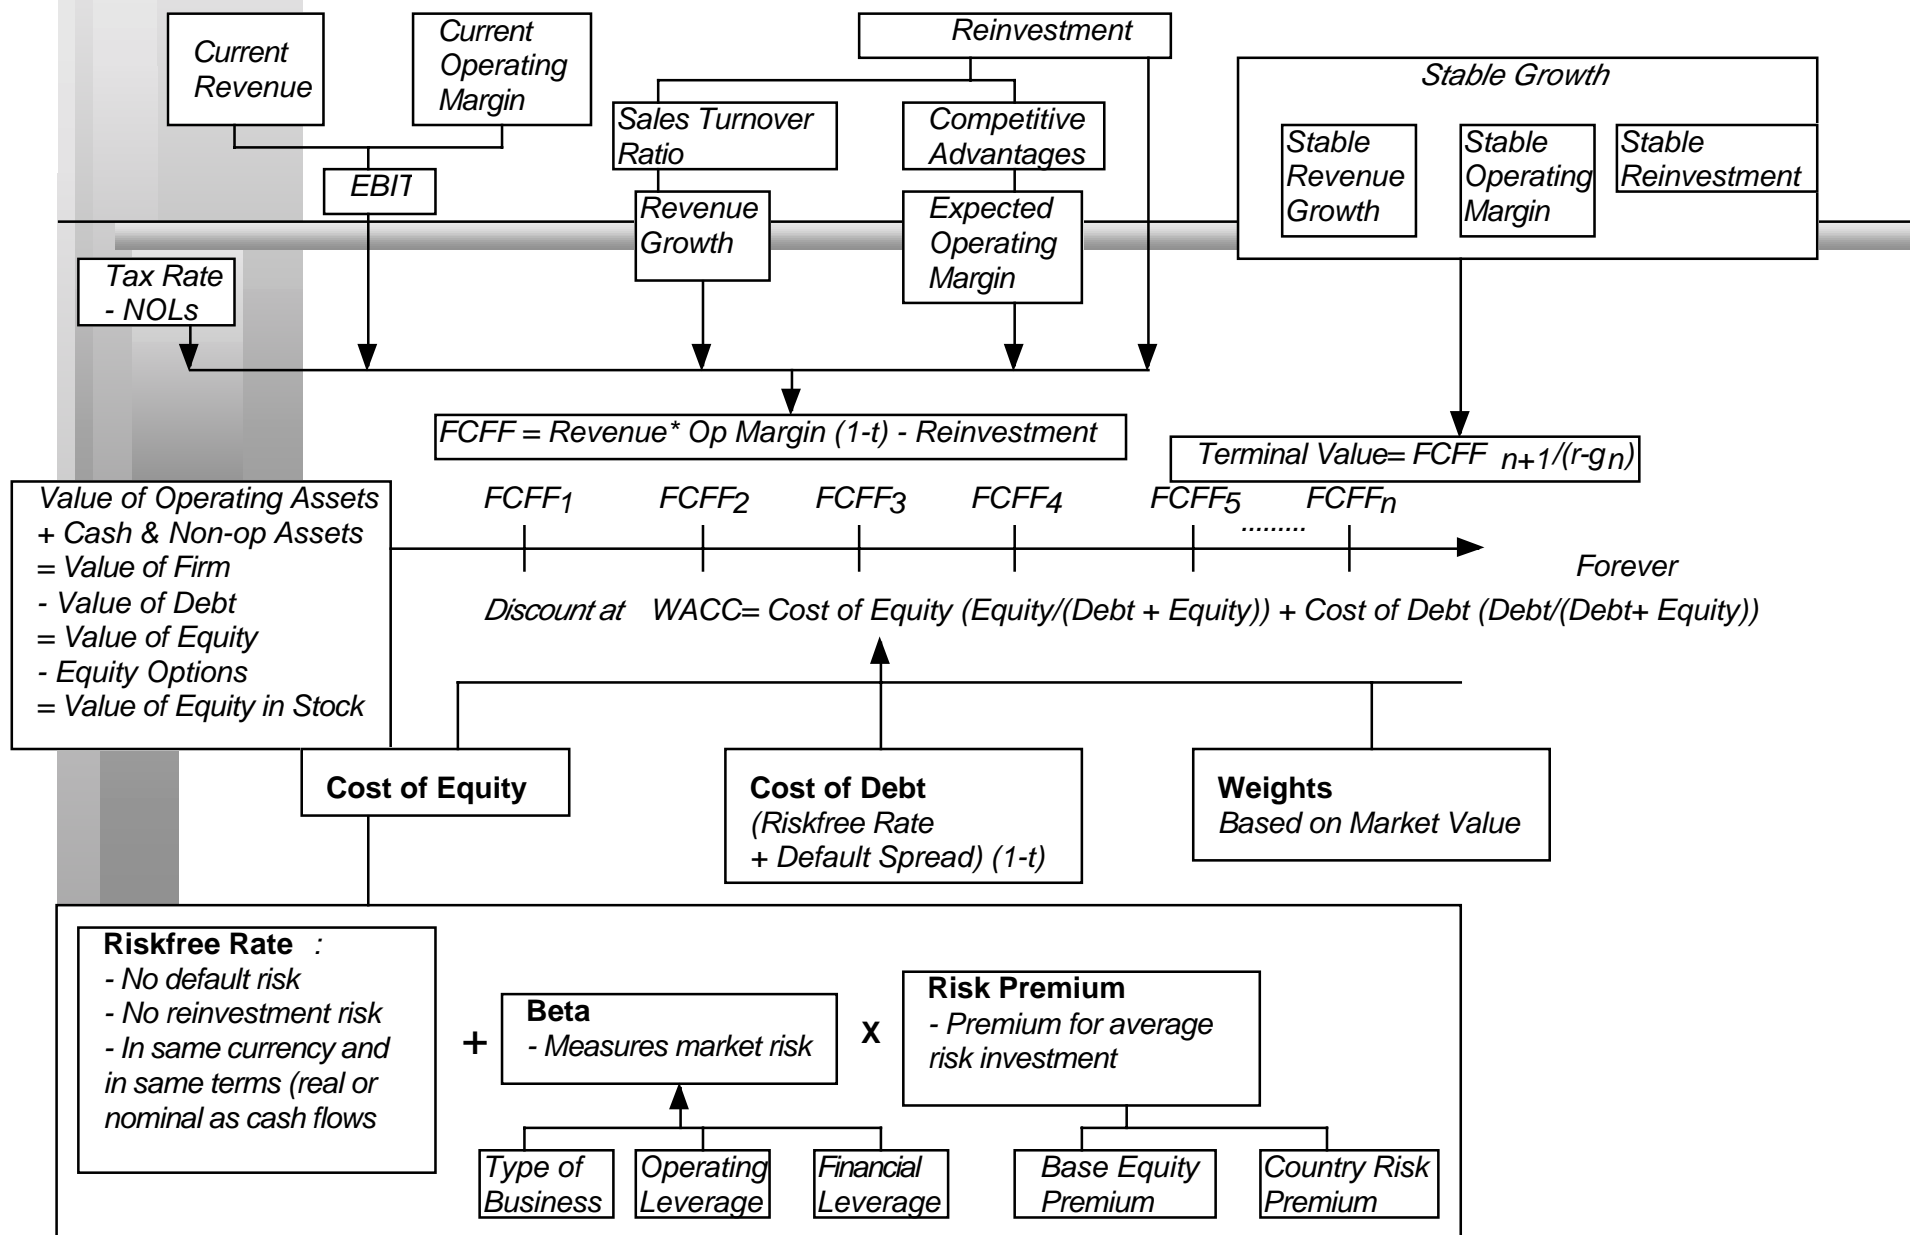 Current
Revenue
Current
Operating
Margin
Reinvestment
Stable Growth
Sales Turnover
Ratio
Competitive
Advantages
Stable
Revenue
Growth
Stable
Operating
Margin
Stable
Reinvestment
EBIT
Revenue
Growth
Expected
Operating
Margin
Tax Rate
- NOLs
FCFF = Revenue* Op Margin (1-t) - Reinvestment
Terminal Value= FCFF n+1/(r-gn)
Value of Operating Assets
+ Cash & Non-op Assets
= Value of Firm
- Value of Debt
= Value of Equity
- Equity Options
= Value of Equity in Stock
FCFF1 FCFF2 FCFF3 FCFF4 FCFF5 ......... FCFFn
Forever
Discount at WACC= Cost of Equity (Equity/(Debt + Equity)) + Cost of Debt (Debt/(Debt+ Equity))
Cost of Equity
Cost of Debt
(Riskfree Rate
+ Default Spread) (1-t)
Weights
Based on Market Value
Riskfree Rate :
- No default risk
- No reinvestment risk
- In same currency and
in same terms (real or
nominal as cash flows
+
Beta
- Measures market risk
X
Risk Premium
- Premium for average
risk investment
Type of
Business
Operating
Leverage
Financial
Leverage
Base Equity
Premium
Country Risk
Premium